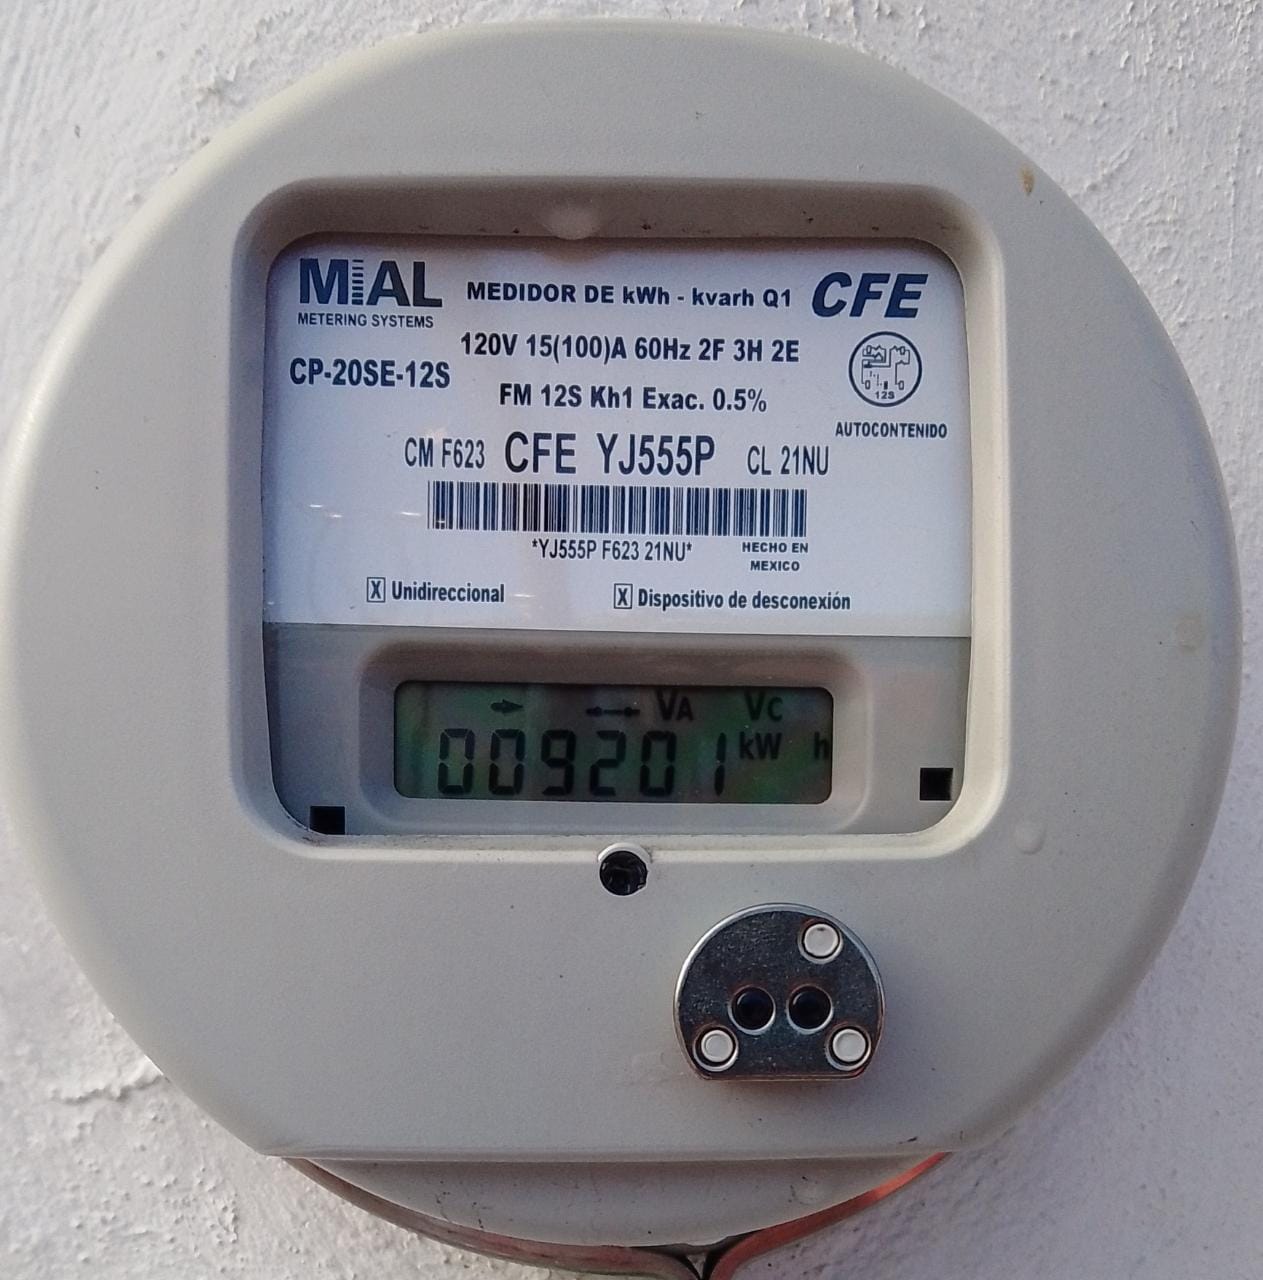 MIAL MEDIDOR DE kWh - kvarh Q1 CFE
METERING SYSTEMS
120V 15(100)A 60Hz 2F 3H 2E
CP-20SE-12S
FM 12S Kh1 Exac. 0.5%
12S
AUTOCONTENIDO
CM F623 CFE YJ555P CL 21NU
*YJ555P F623 21NU*
HECHO EN
MEXICO
X Unidireccional X Dispositivo de desconexión
VA VC
009201 kW h